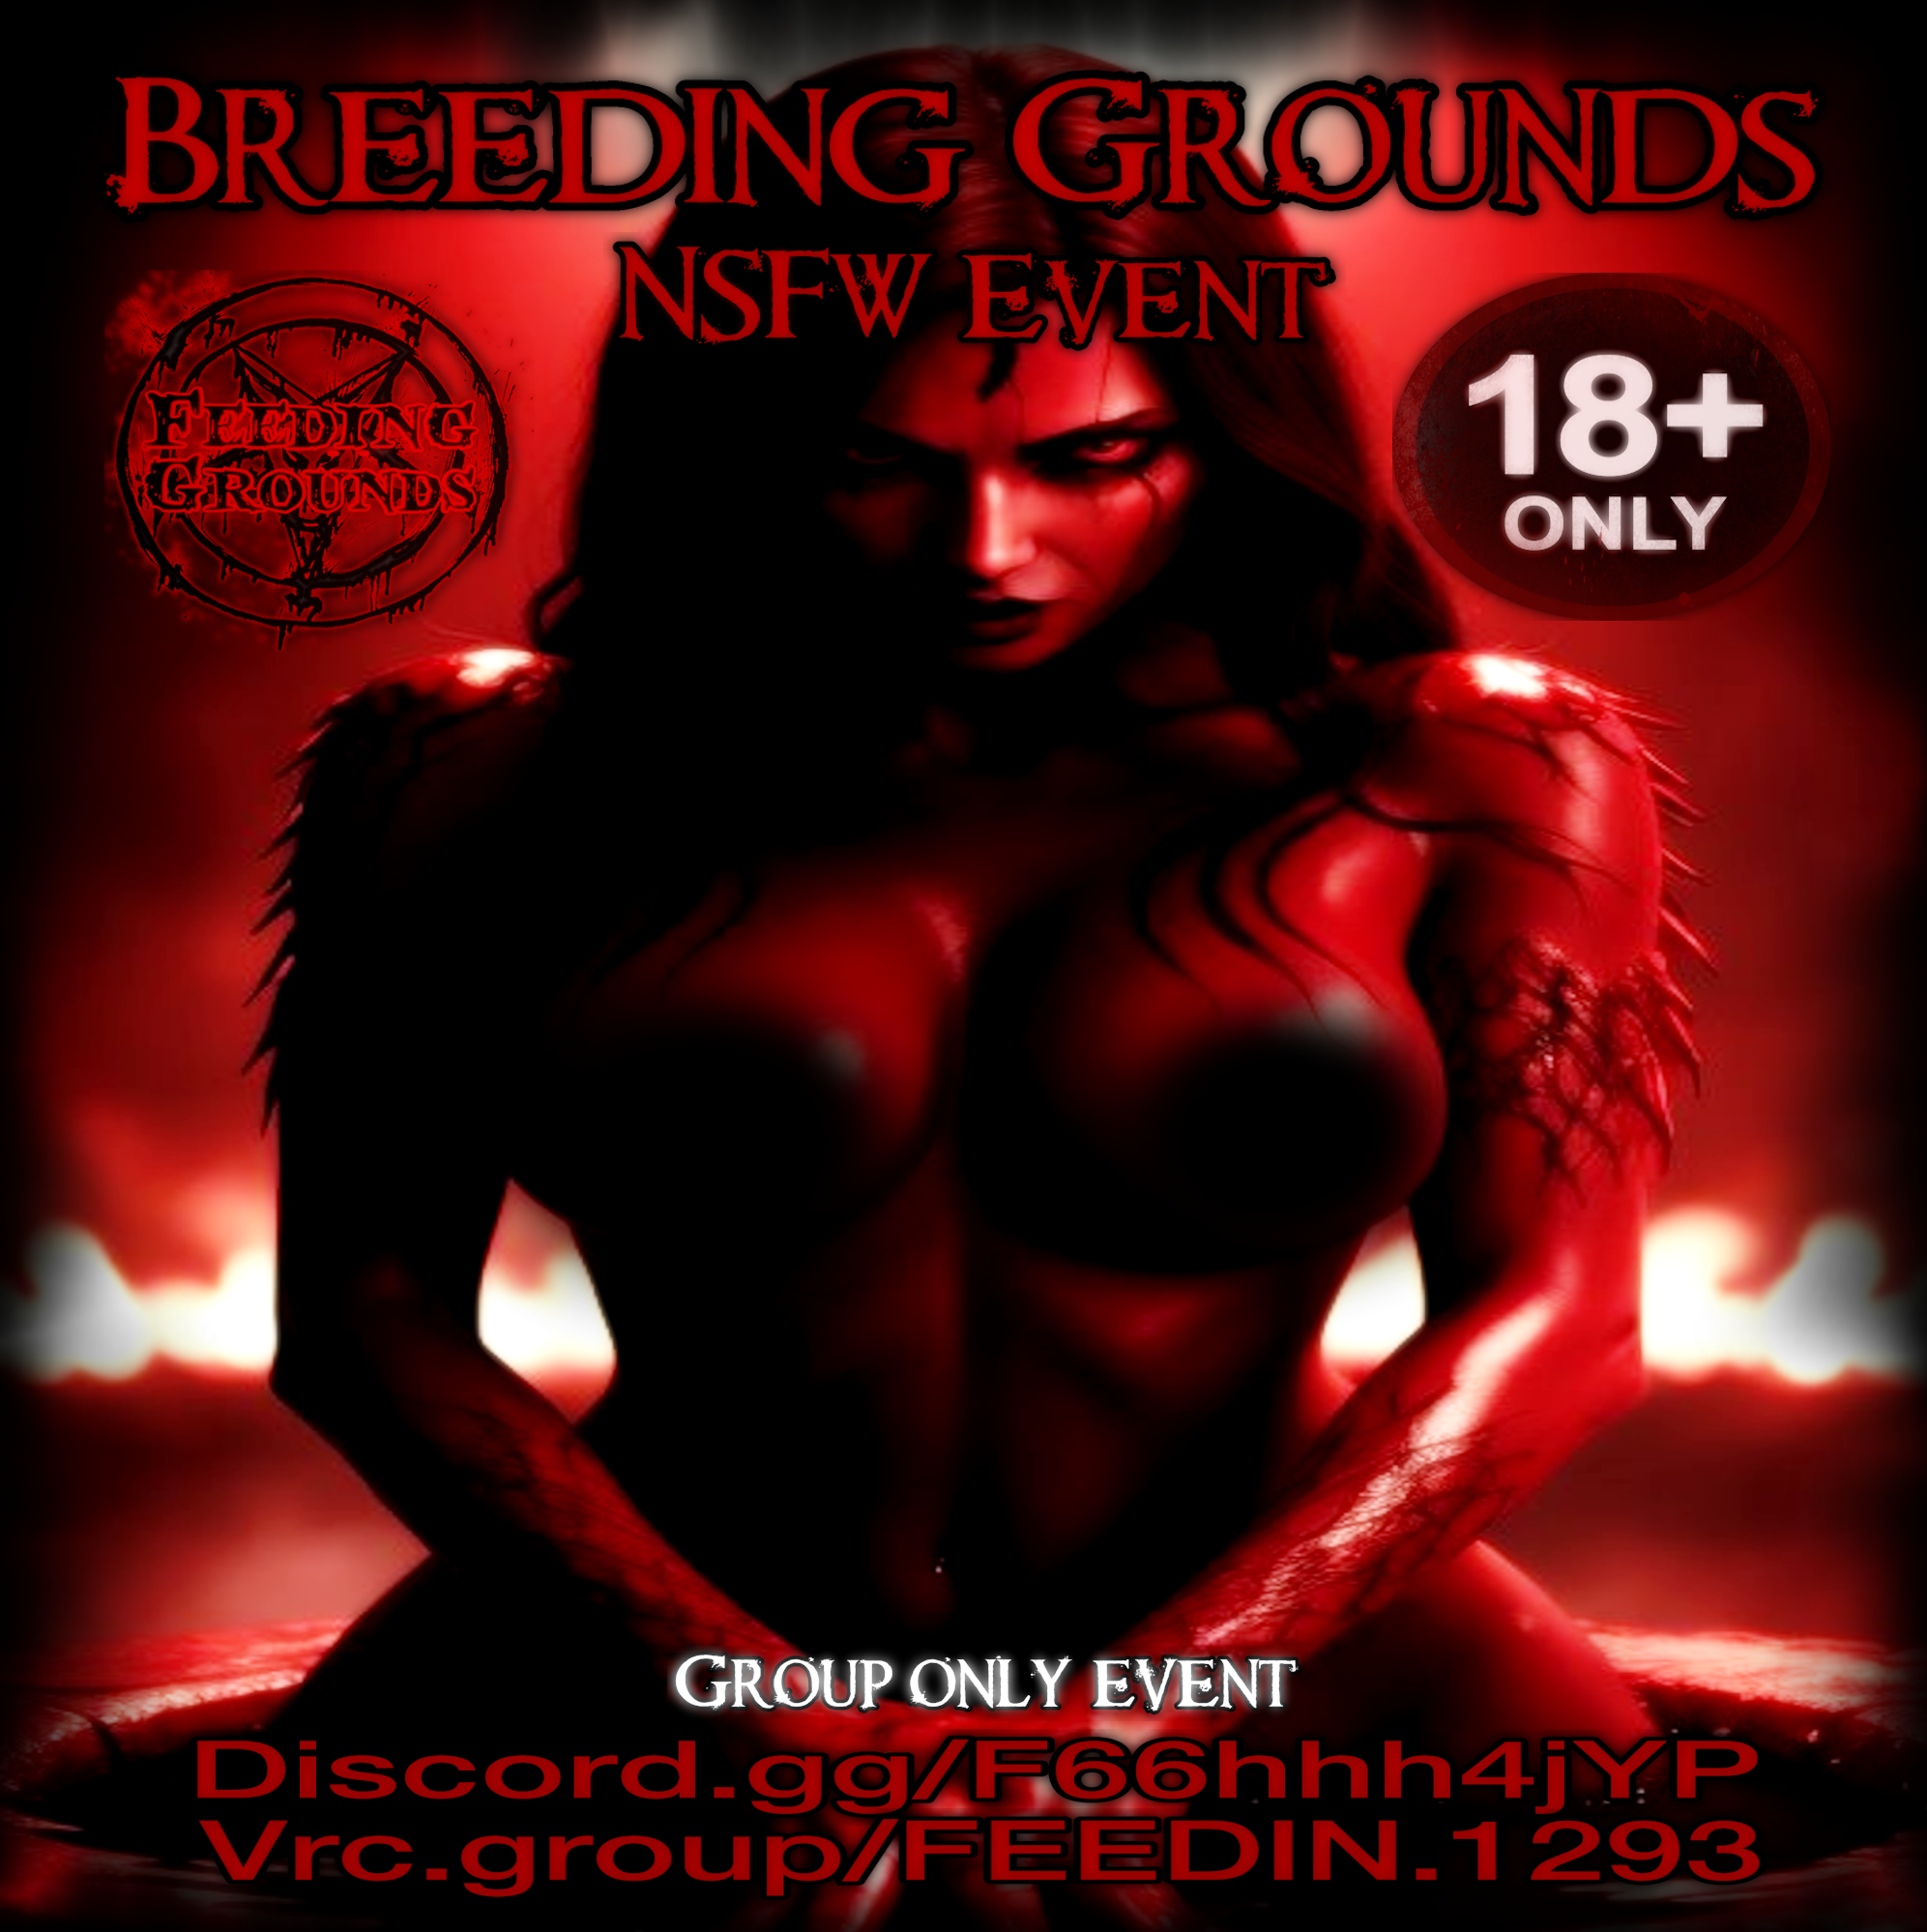 Breeding Grounds
NSFW Event
Feeding
Grounds
18+
ONLY
Group only event
Discord.gg/F66hhh4jYP
Vrc.group/FEEDIN.1293